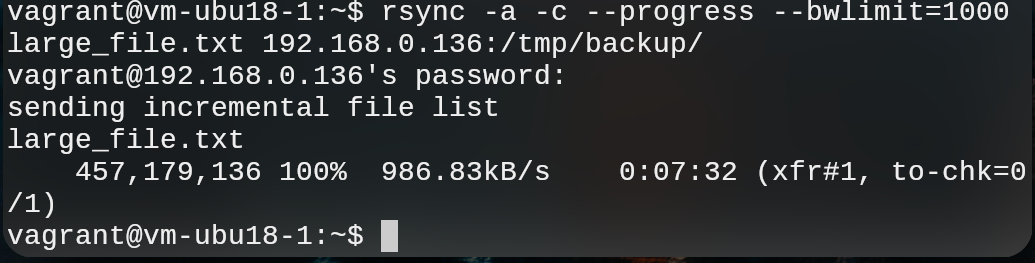 vagrant@vm-ubu18-1:~$ rsync -a -c --progress --bwlimit=1000
large_file.txt 192.168.0.136:/tmp/backup/
vagrant@192.168.0.136's password:
sending incremental file list
large_file.txt
    457,179,136 100%  986.83kB/s    0:07:32 (xfr#1, to-chk=0
/1)
vagrant@vm-ubu18-1:~$